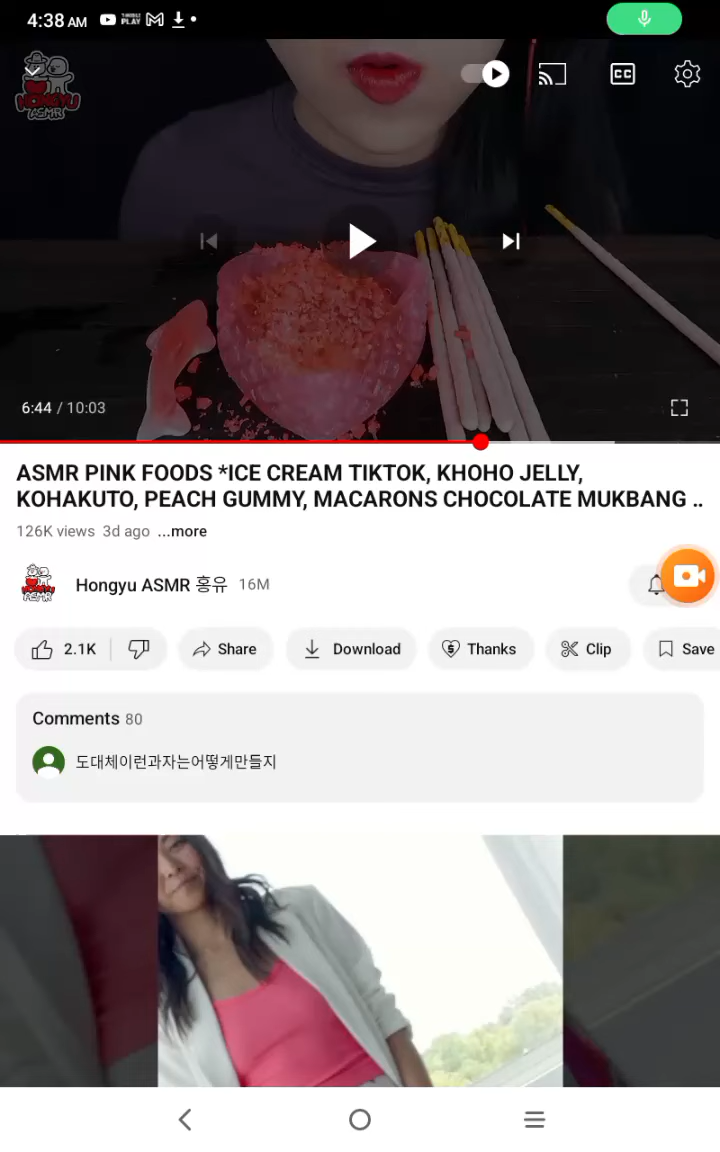 4:38 AM
HONGYU
ASMR
CC
6:44 / 10:03
ASMR PINK FOODS *ICE CREAM TIKTOK, KHOHO JELLY,
KOHAKUTO, PEACH GUMMY, MACARONS CHOCOLATE MUKBANG ..
126K views 3d ago ...more
Hongyu ASMR 홍유 16M
2.1K Share Download Thanks Clip Save
Comments 80
도대체이런과자는어떻게만들지